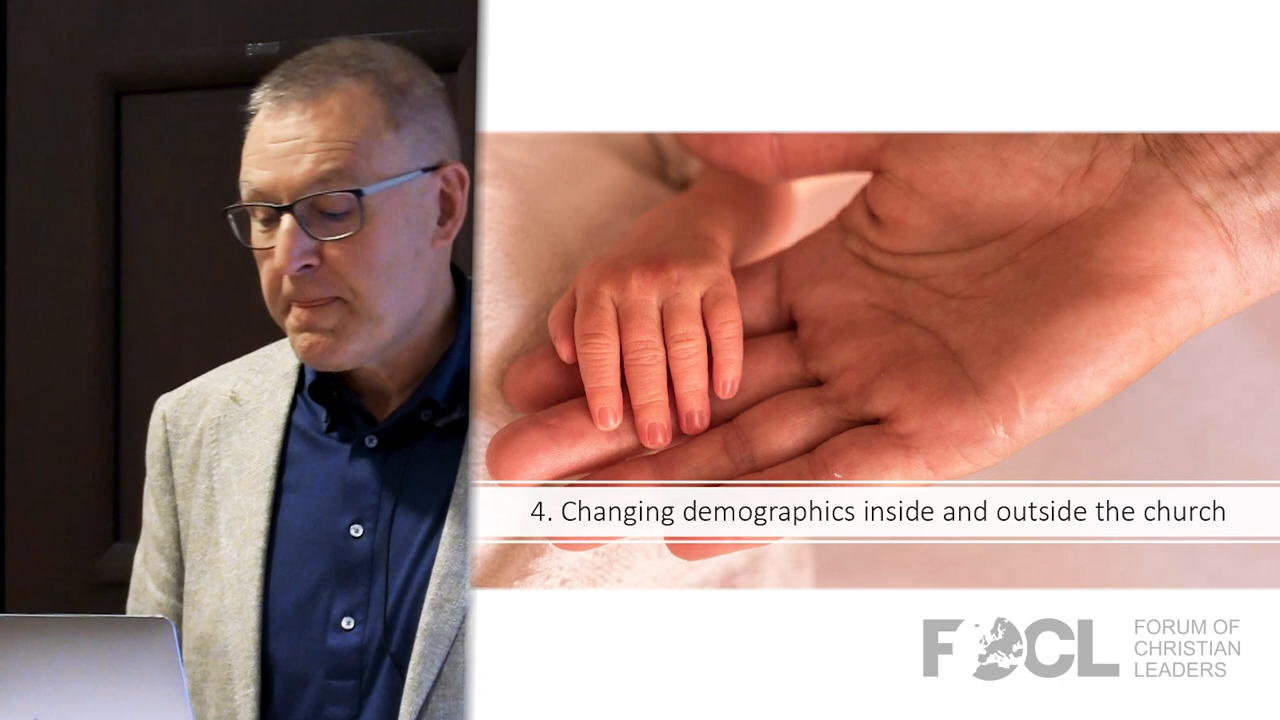 4. Changing demographics inside and outside the church
FOCL
FORUM OF
CHRISTIAN
LEADERS